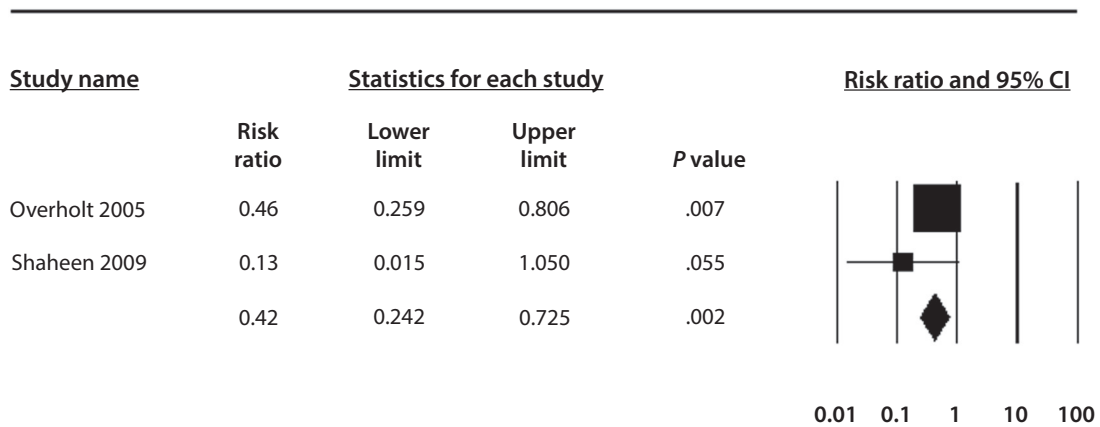 Study name Statistics for each study Risk ratio and 95% CI
Risk ratio Lower limit Upper limit P value
Overholt 2005 0.46 0.259 0.806 .007
Shaheen 2009 0.13 0.015 1.050 .055
0.42 0.242 0.725 .002
0.01 0.1 1 10 100